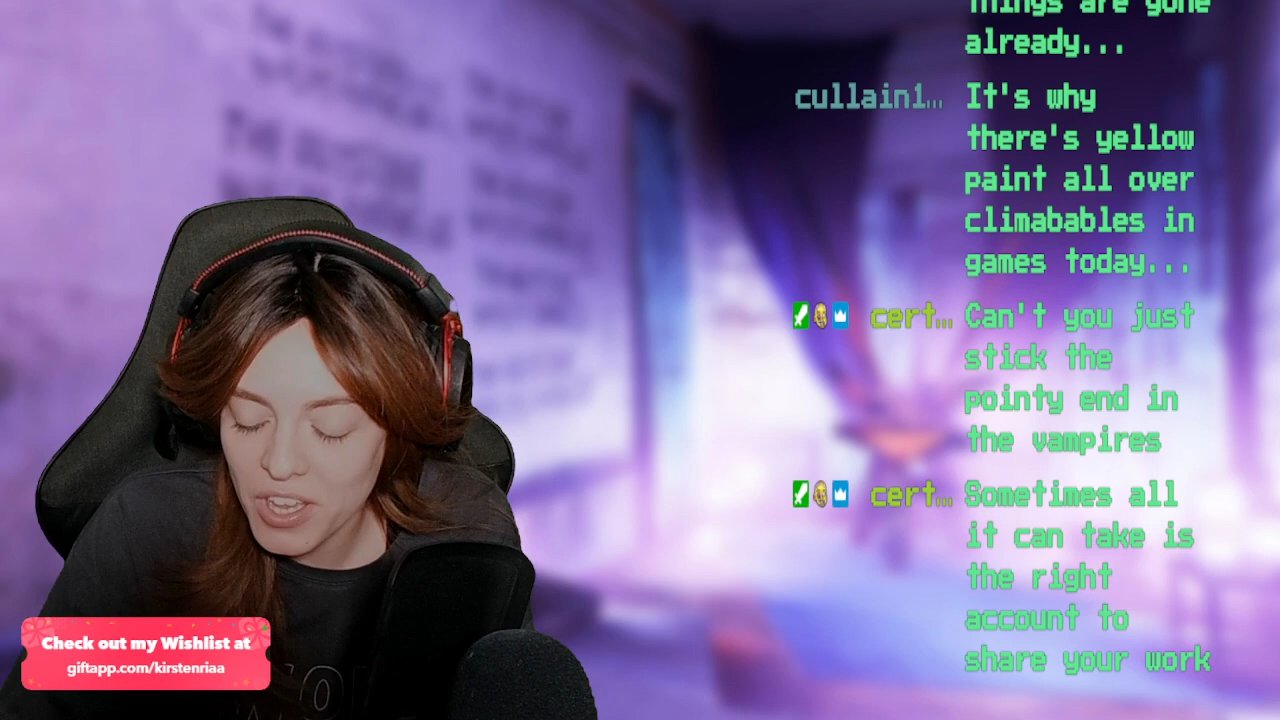 things are gone
already...
cullain1... It's why
there's yellow
paint all over
climbabables in
games today...
cert... Can't you just
stick the
pointy end in
the vampires
cert... Sometimes all
it can take is
the right
account to
share your work
Check out my Wishlist at
giftapp.com/kirstenriaa